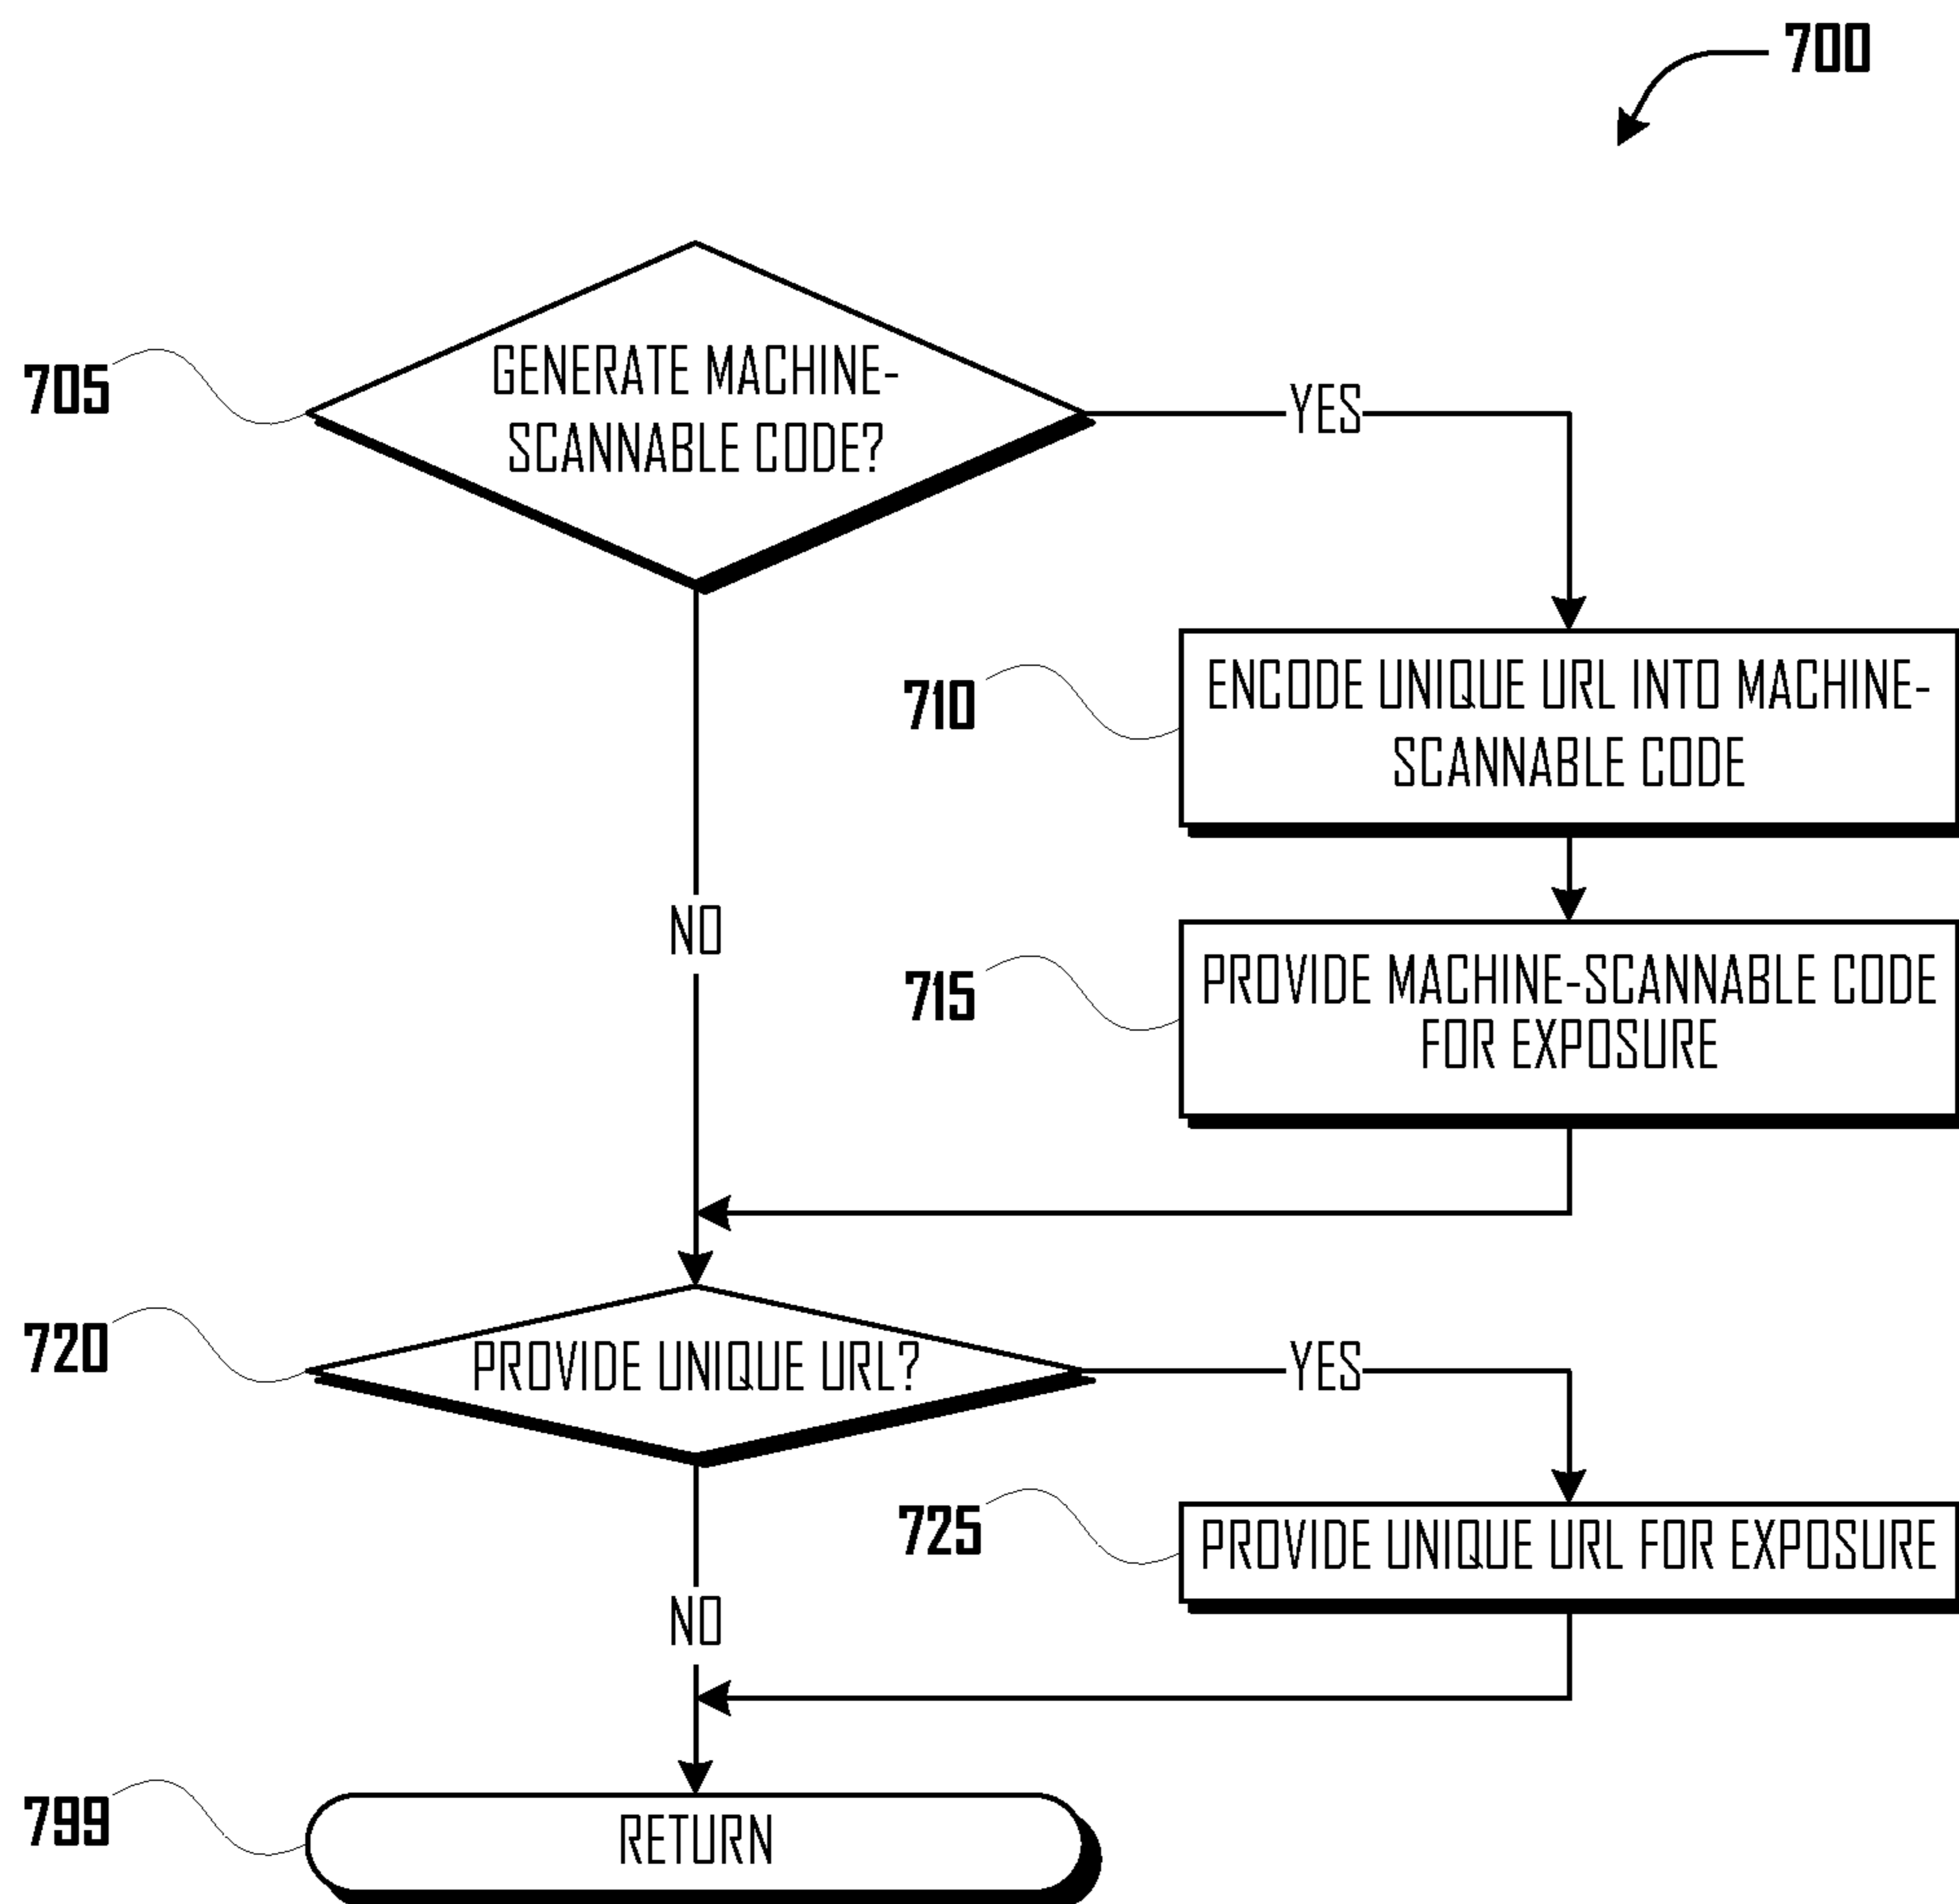 700
705
GENERATE MACHINE-
SCANNABLE CODE?
YES
710
ENCODE UNIQUE URL INTO MACHINE-
SCANNABLE CODE
NO
715
PROVIDE MACHINE-SCANNABLE CODE
FOR EXPOSURE
720
PROVIDE UNIQUE URL?
YES
725
PROVIDE UNIQUE URL FOR EXPOSURE
NO
799
RETURN